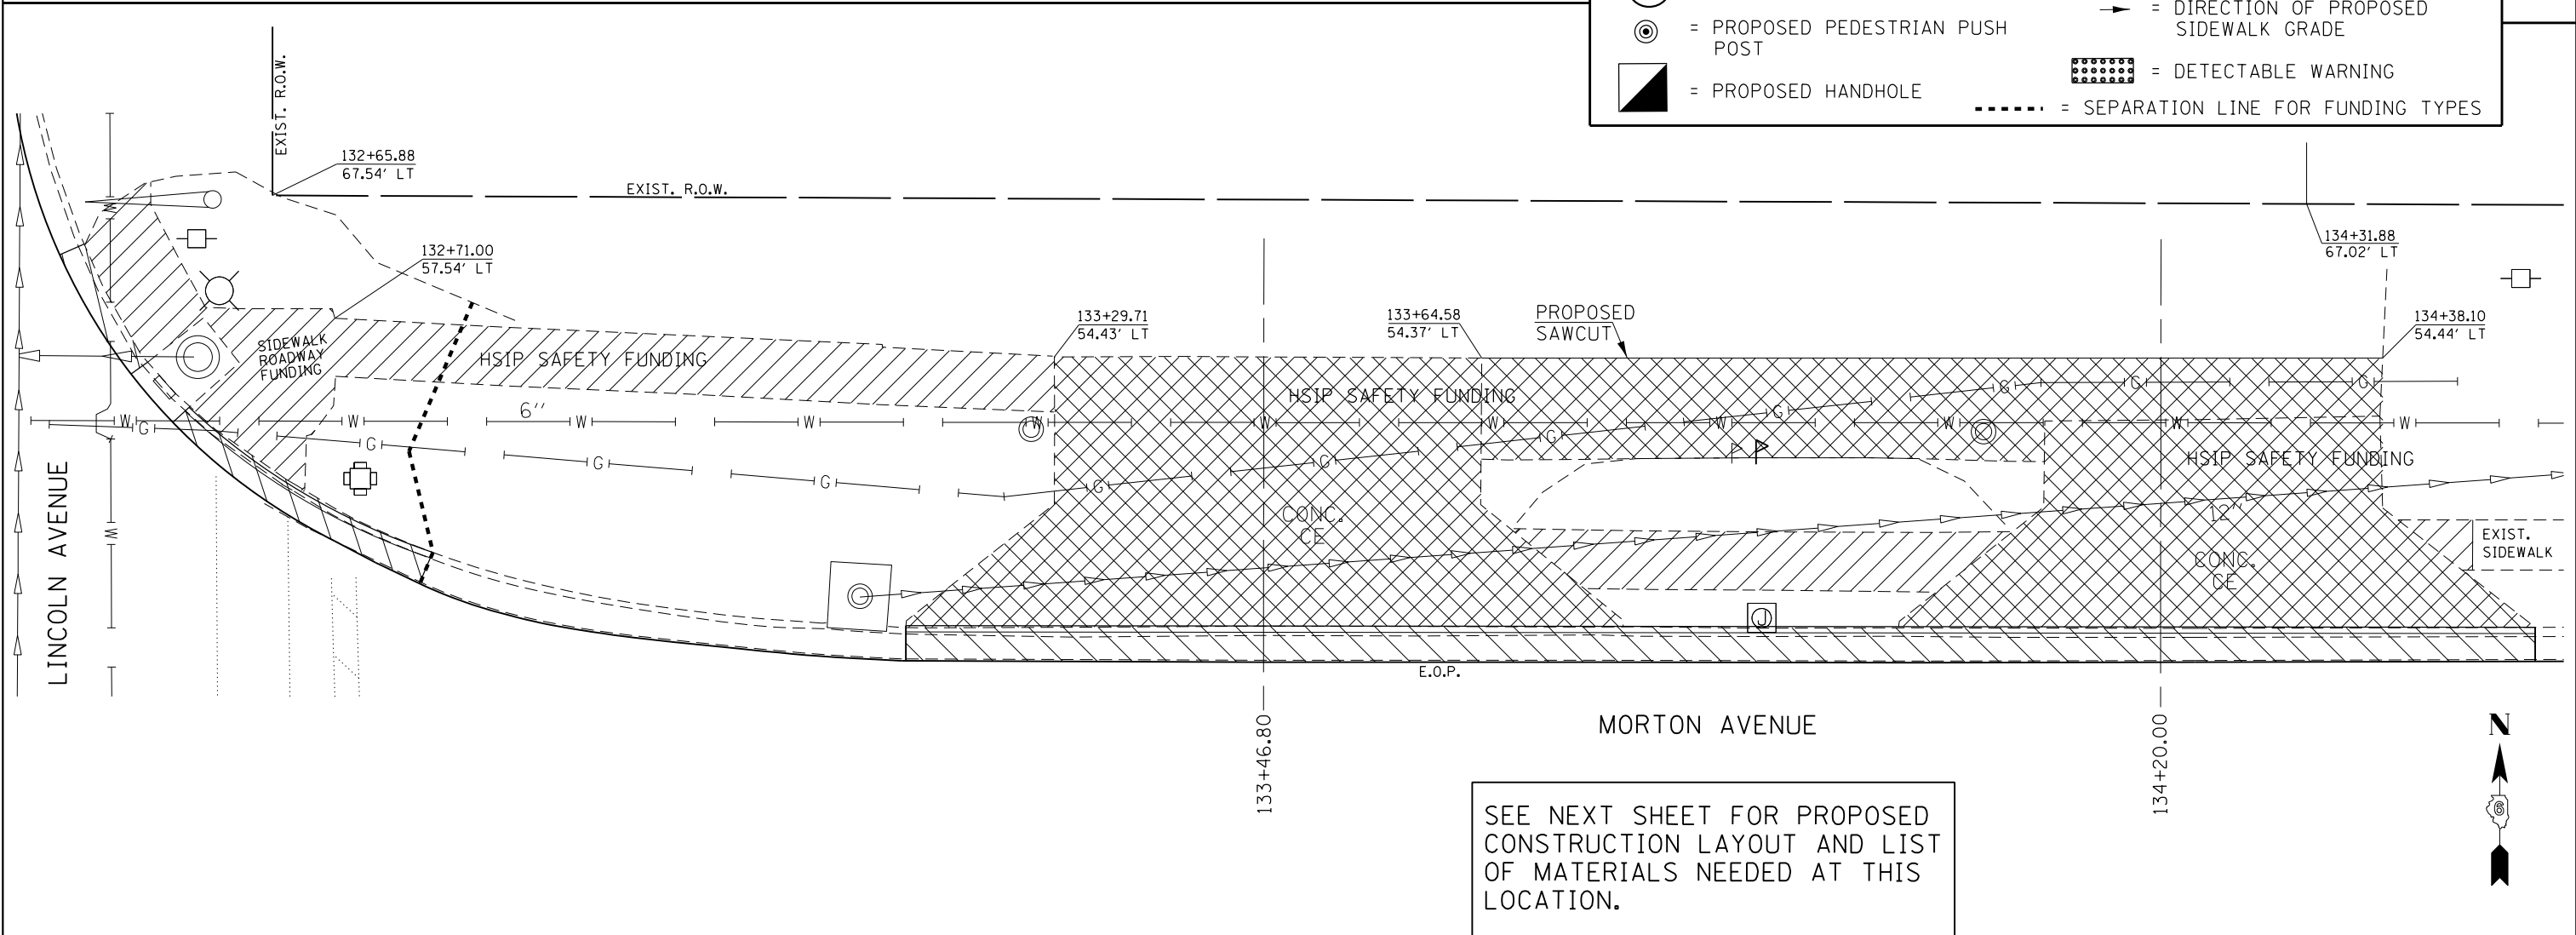 = PROPOSED PEDESTRIAN PUSH
POST
= DIRECTION OF PROPOSED
SIDEWALK GRADE
= DETECTABLE WARNING
= PROPOSED HANDHOLE
= SEPARATION LINE FOR FUNDING TYPES
EXIST. R.O.W.
132+65.88
67.54' LT
EXIST. R.O.W.
132+71.00
57.54' LT
134+31.88
67.02' LT
133+29.71
54.43' LT
133+64.58
54.37' LT
PROPOSED
SAWCUT
134+38.10
54.44' LT
SIDEWALK
ROADWAY
FUNDING
HSIP SAFETY FUNDING
HSIP SAFETY FUNDING
HSIP SAFETY FUNDING
6''
W W W W W W W W W W W
G G G G G G G G G G G
W
W
CONC.
CE
12''
CONC.
CE
EXIST.
SIDEWALK
J
E.O.P.
LINCOLN AVENUE
MORTON AVENUE
133+46.80
134+20.00
N
6
SEE NEXT SHEET FOR PROPOSED
CONSTRUCTION LAYOUT AND LIST
OF MATERIALS NEEDED AT THIS
LOCATION.